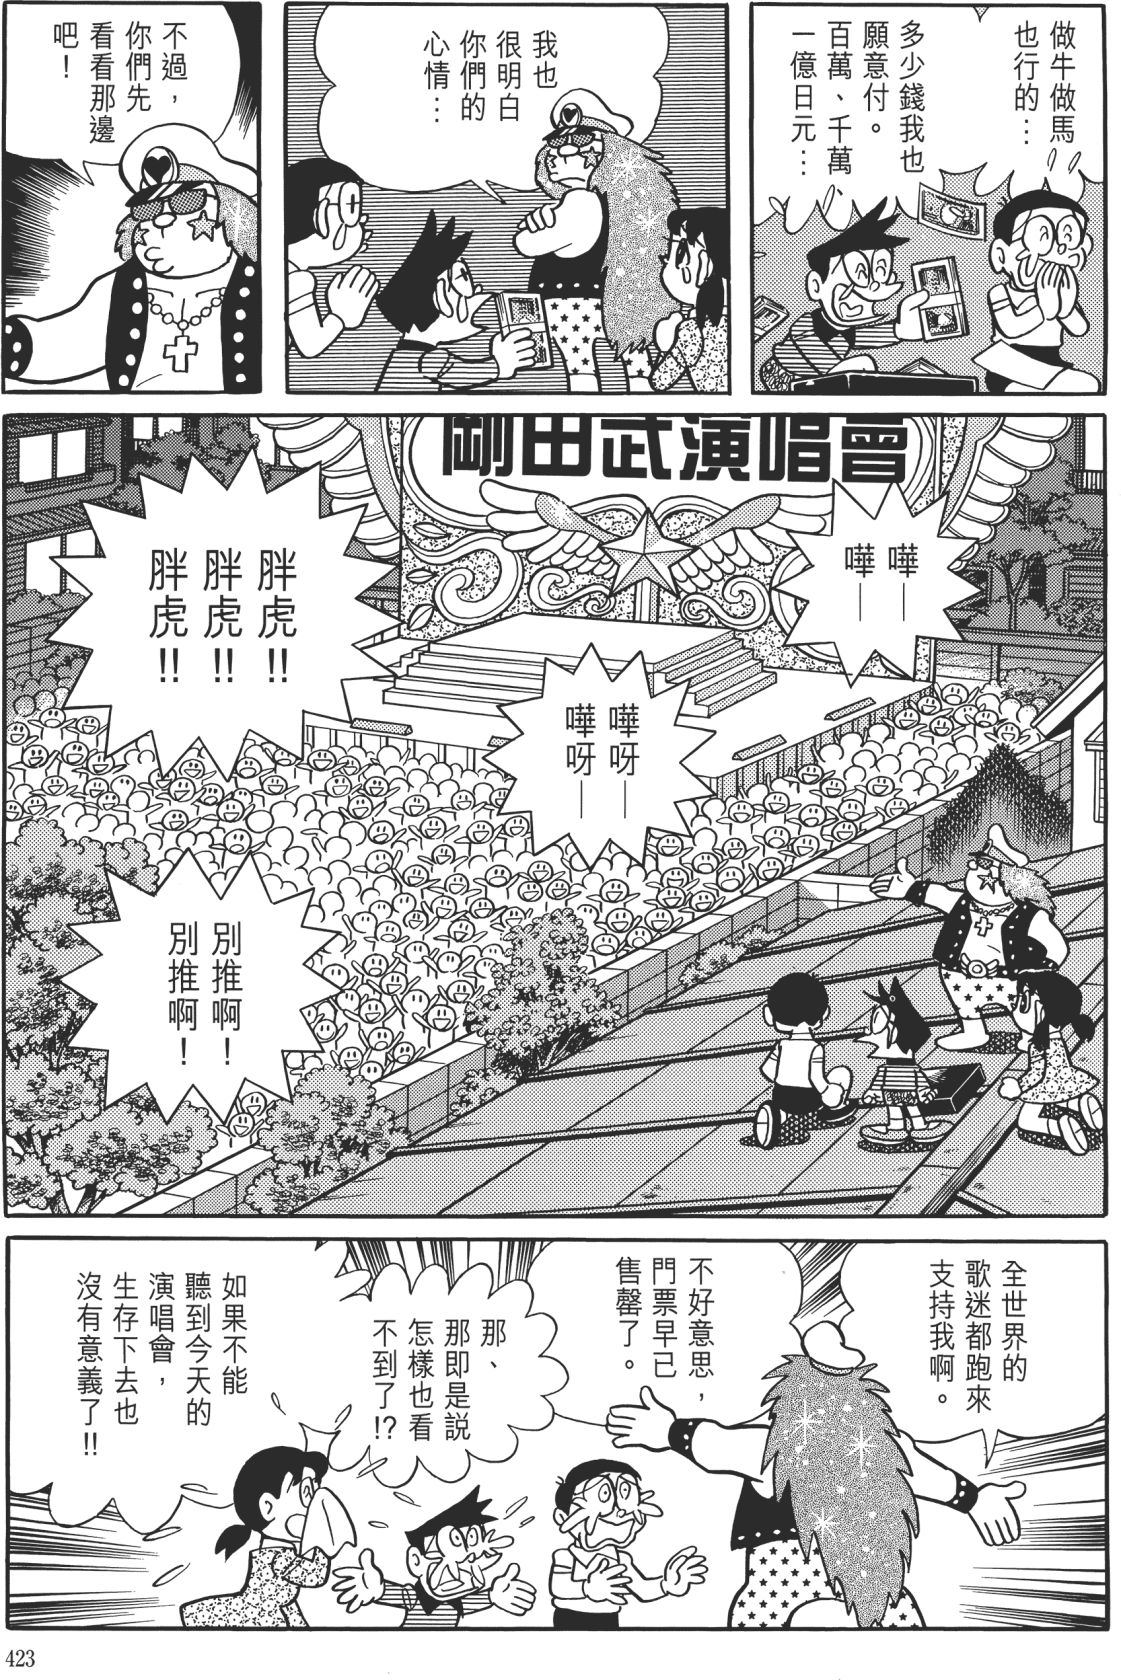 做牛做馬
也行的⋯
多少錢我也
願意付。
百萬、千萬、
一億日元⋯
我也
很明白
你們的
心情⋯
不過，
你們先
看看那邊
吧！
剛田武演唱會
嘩—
嘩—
嘩呀—
嘩呀—
胖虎!!
胖虎!!
胖虎!!
別推啊！
別推啊！
全世界的
歌迷都跑來
支持我啊。
不好意思，
門票早已
售罄了。
那、
那即是説
怎樣也看
不到了!?
如果不能
聽到今天的
演唱會，
生存下去也
沒有意義了!!
423